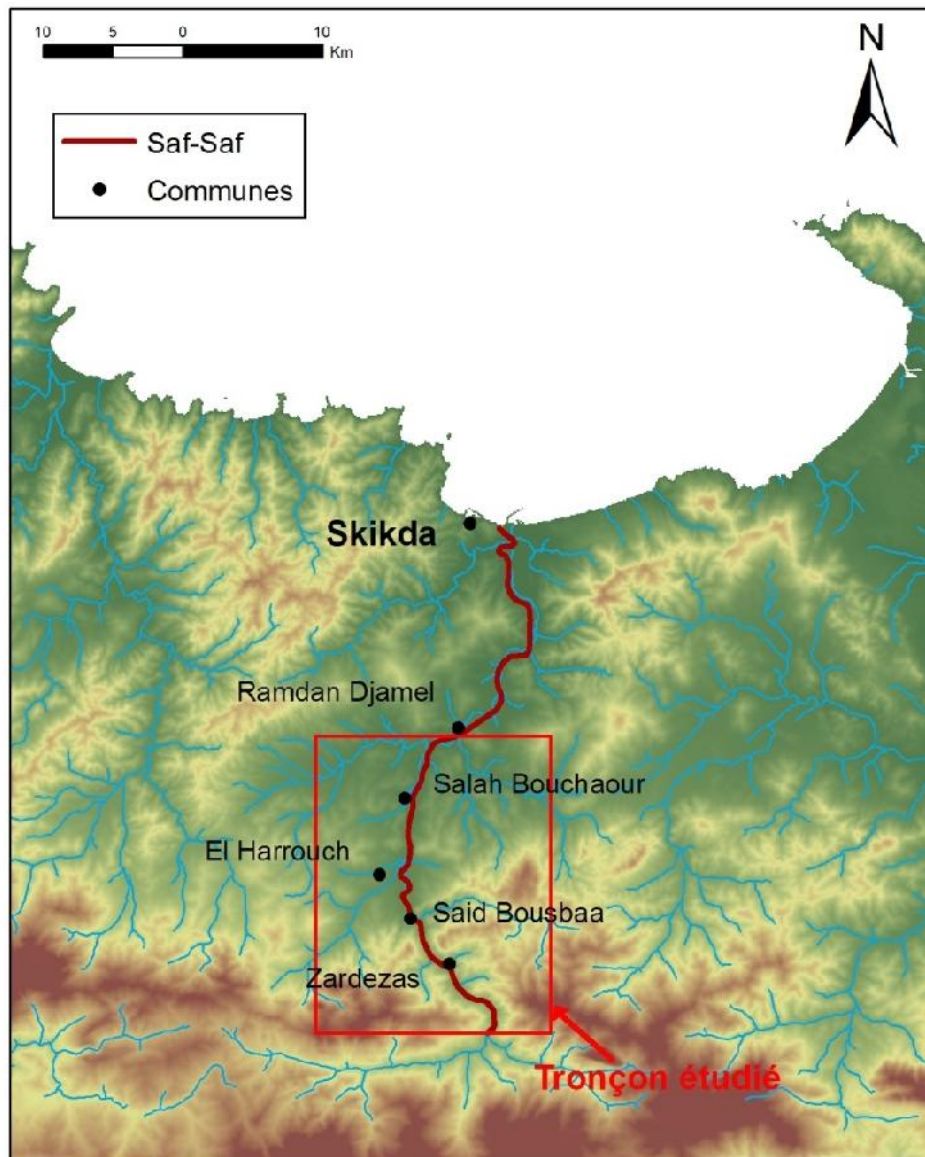 10 5 0 10
Km
N
Saf-Saf
Communes
Skikda
Ramdan Djamel
Salah Bouchaour
El Harrouch
Said Bousbaa
Zardezas
Tronçon étudié